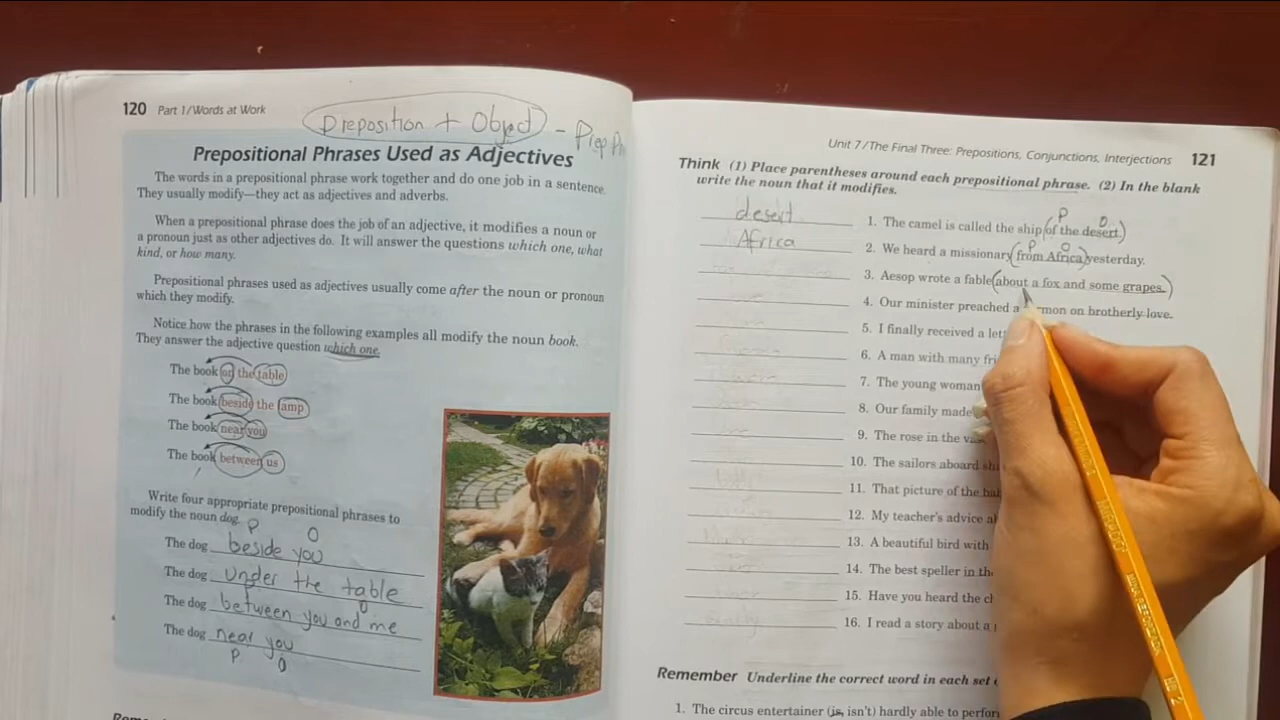 120 Part 1/Words at Work
Preposition + Object -
Prepositional Phrases Used as Adjectives
The words in a prepositional phrase work together and do one job in a sentence.
They usually modify—they act as adjectives and adverbs.
When a prepositional phrase does the job of an adjective, it modifies a noun or
a pronoun just as other adjectives do. It will answer the questions which one, what
kind, or how many.
Prepositional phrases used as adjectives usually come after the noun or pronoun
which they modify.
Notice how the phrases in the following examples all modify the noun book.
They answer the adjective question which one.
The book on the table
The book beside the lamp
The book near you
The book between us
Write four appropriate prepositional phrases to
modify the noun dog.
P O
The dog beside you
The dog under the table
O
The dog between you and me
The dog near you
P O
Unit 7/The Final Three: Prepositions, Conjunctions, Interjections 121
Think (1) Place parentheses around each prepositional phrase. (2) In the blank
write the noun that it modifies.
P O
desert 1. The camel is called the ship (of the desert.)
P O
Africa 2. We heard a missionary (from Africa) yesterday.
3. Aesop wrote a fable (about a fox and some grapes.)
4. Our minister preached a on brotherly love.
5. I finally received a
6. A man with many
7. The young woman
8. Our family made
9. The rose in the
10. The sailors aboard
11. That picture of the
12. My teacher's advice
13. A beautiful bird with
14. The best speller in
15. Have you heard the
16. I read a story about a
Remember Underline the correct word in each set
1. The circus entertainer (is, isn't) hardly able to